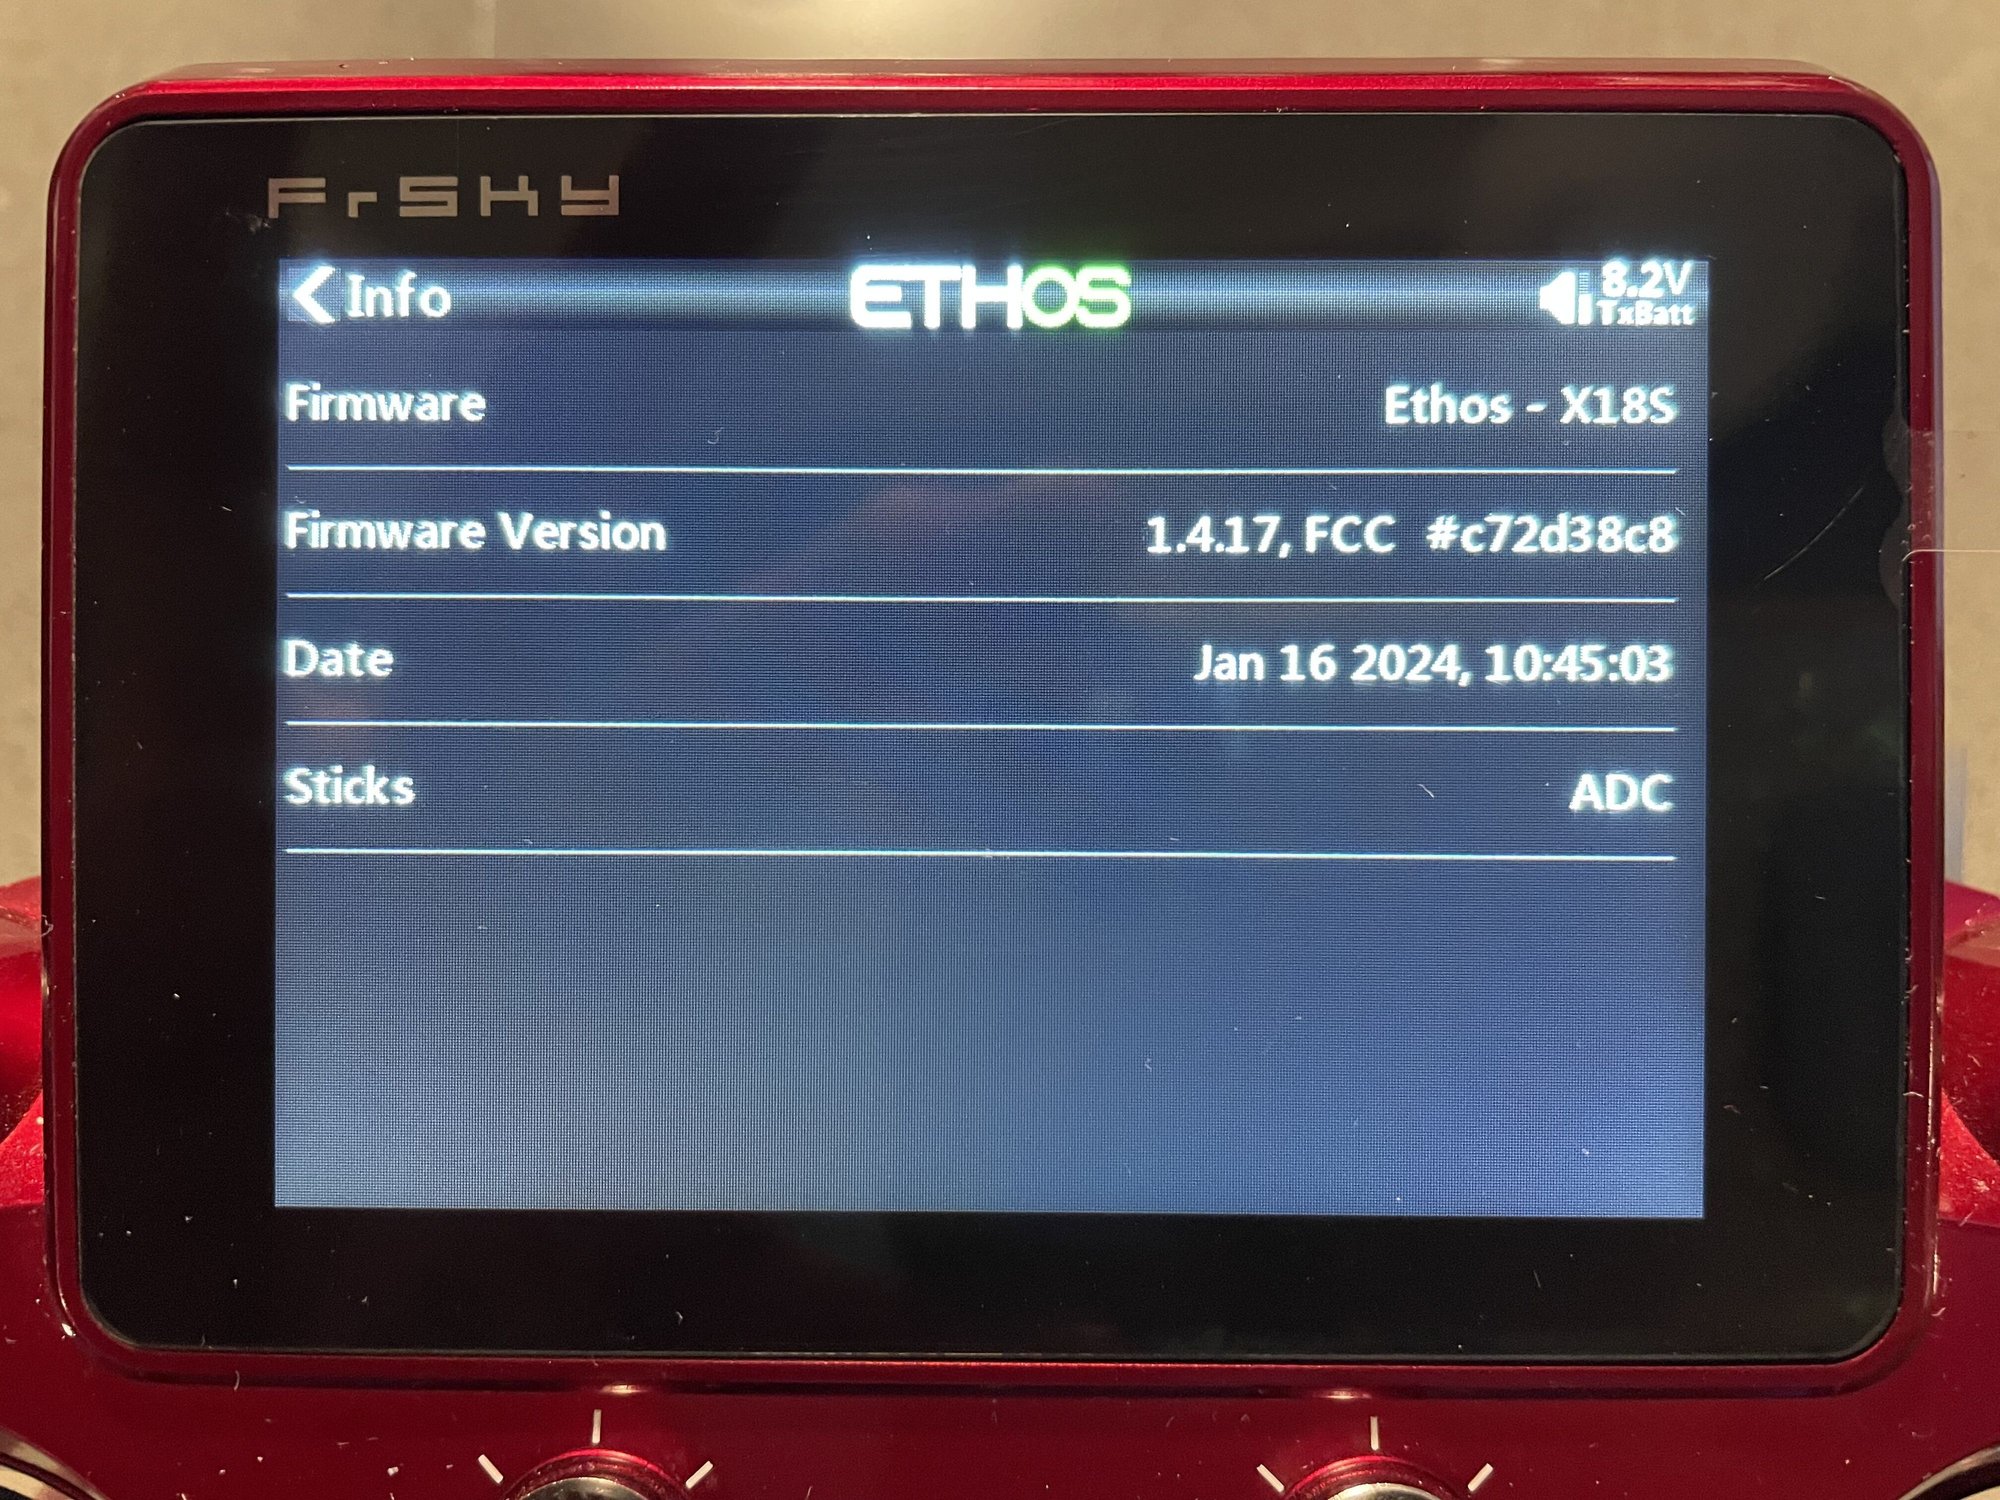 FrSKY
Info
ETHOS
8.2V
TxBatt
Firmware
Ethos - X18S
Firmware Version
1.4.17, FCC #c72d38c8
Date
Jan 16 2024, 10:45:03
Sticks
ADC